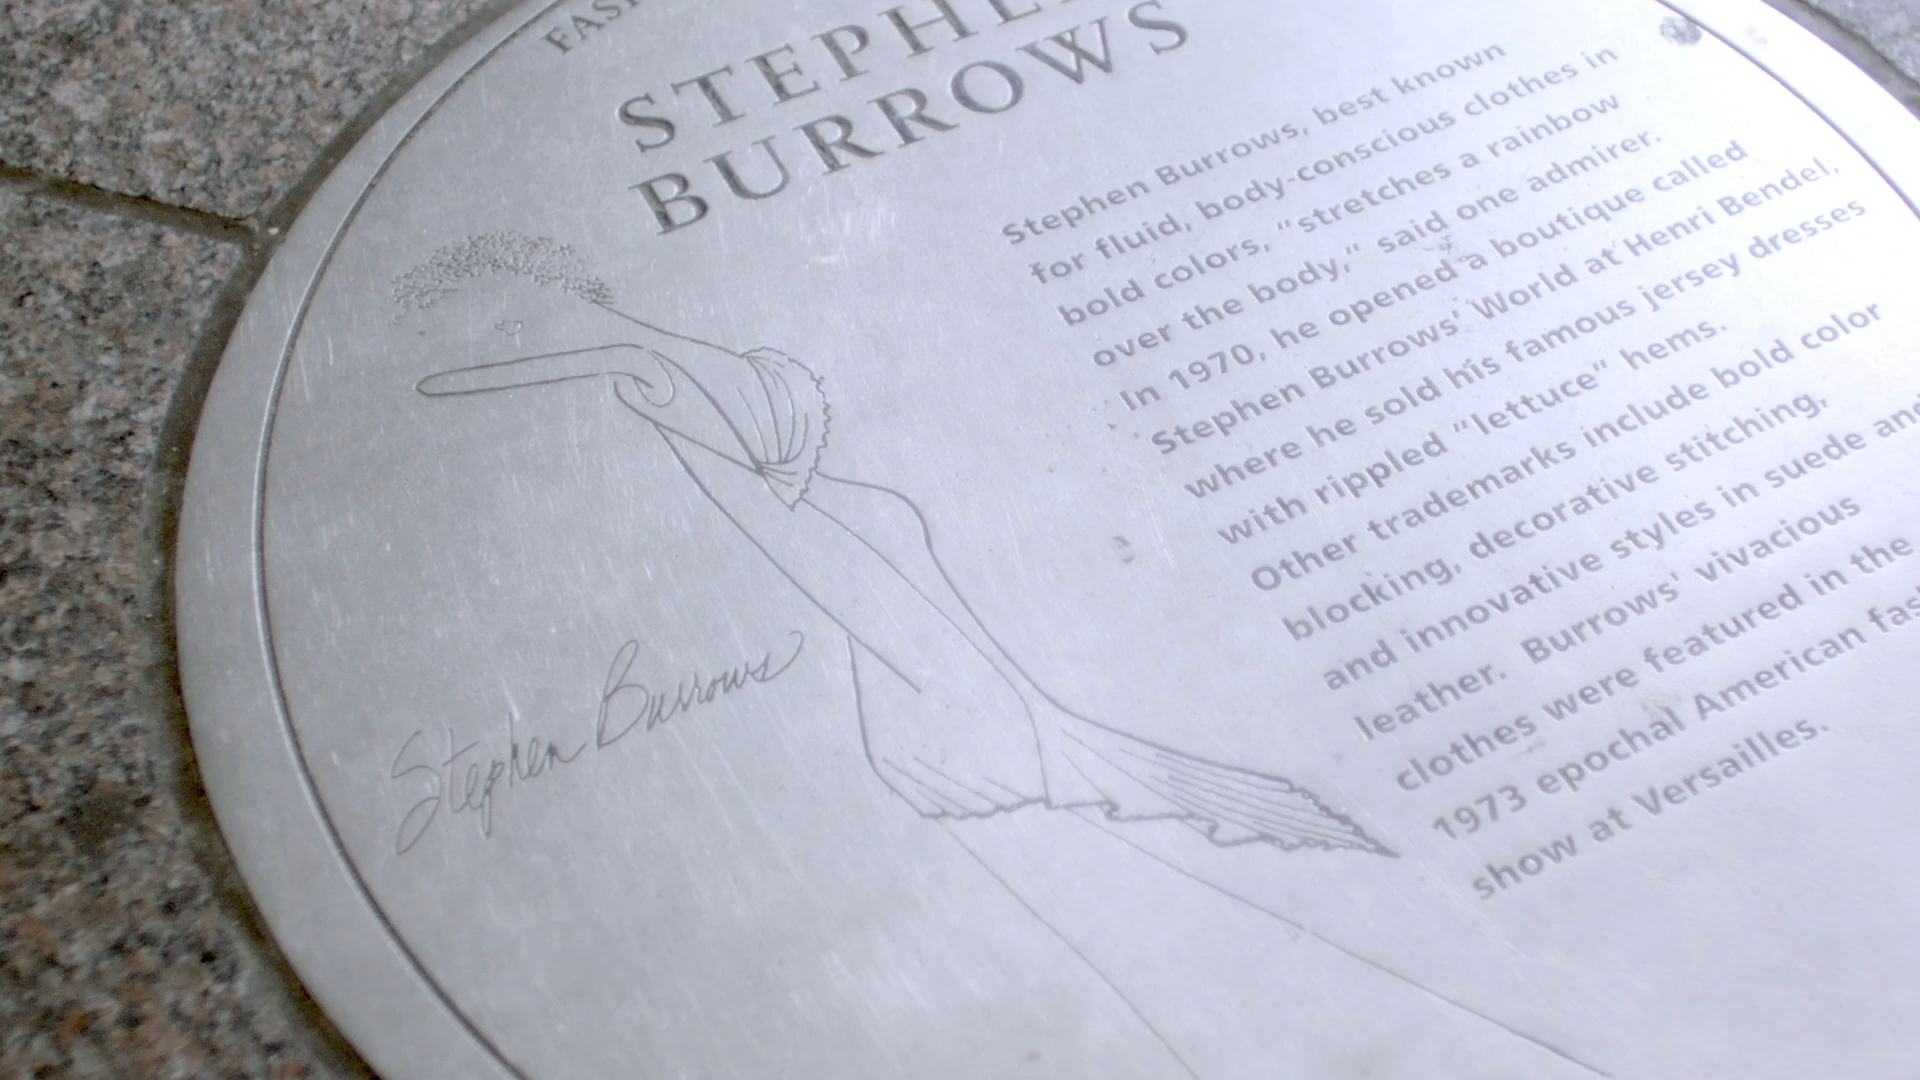 STEPHE
BURROWS
Stephen Burrows, best known
for fluid, body-conscious clothes in
bold colors, “stretches a rainbow
over the body,” said one admirer.
In 1970, he opened a boutique called
Stephen Burrows' World at Henri Bendel,
where he sold his famous jersey dresses
with rippled “lettuce” hems.
Other trademarks include bold color
blocking, decorative stitching,
and innovative styles in suede and
leather. Burrows' vivacious
clothes were featured in the
1973 epochal American fas
show at Versailles.
Stephen Burrows